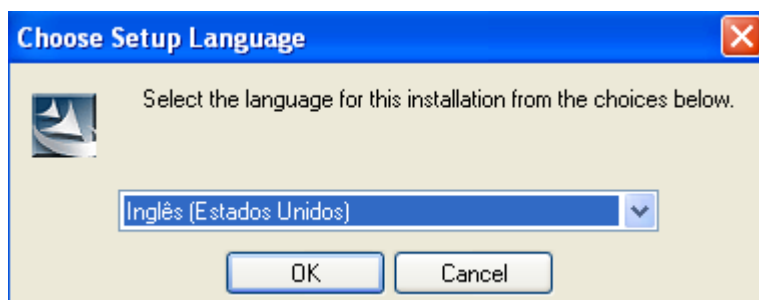 Choose Setup Language
Select the language for this installation from the choices below.
Inglês (Estados Unidos)
OK
Cancel